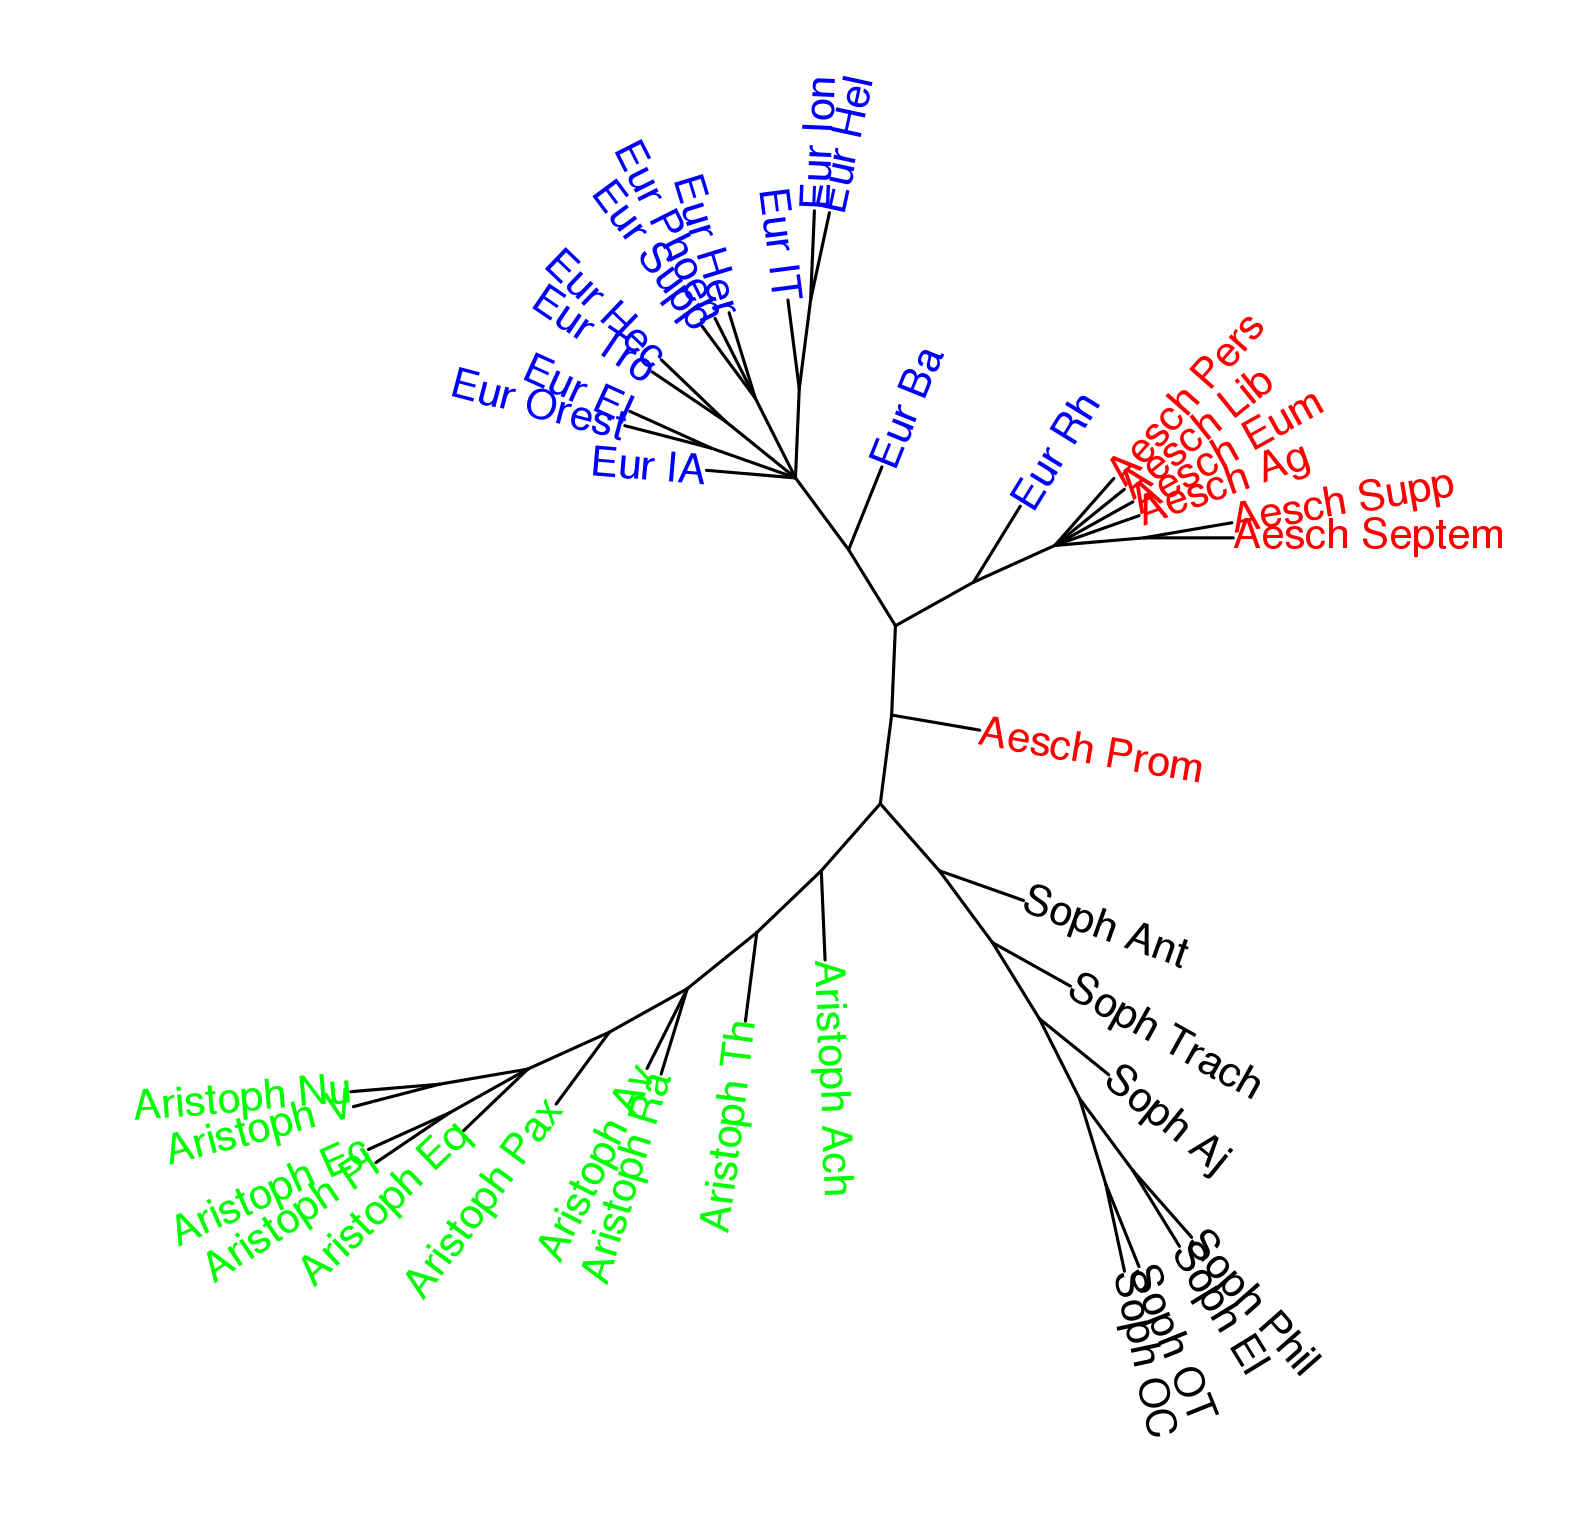 Eur Ion
Eur Hel
Eur IT
Eur Her
Eur Phoen
Eur Supp
Eur Hec
Eur Tro
Eur El
Eur Orest
Eur IA
Eur Ba
Eur Rh
Aesch Pers
Aesch Lib
Aesch Eum
Aesch Ag
Aesch Supp
Aesch Septem
Aesch Prom
Soph Ant
Soph Trach
Soph Aj
Soph Phil
Soph El
Soph OT
Soph OC
Aristoph Ach
Aristoph Th
Aristoph Ra
Aristoph Av
Aristoph Pax
Aristoph Eq
Aristoph Pl
Aristoph Ec
Aristoph V
Aristoph Nu